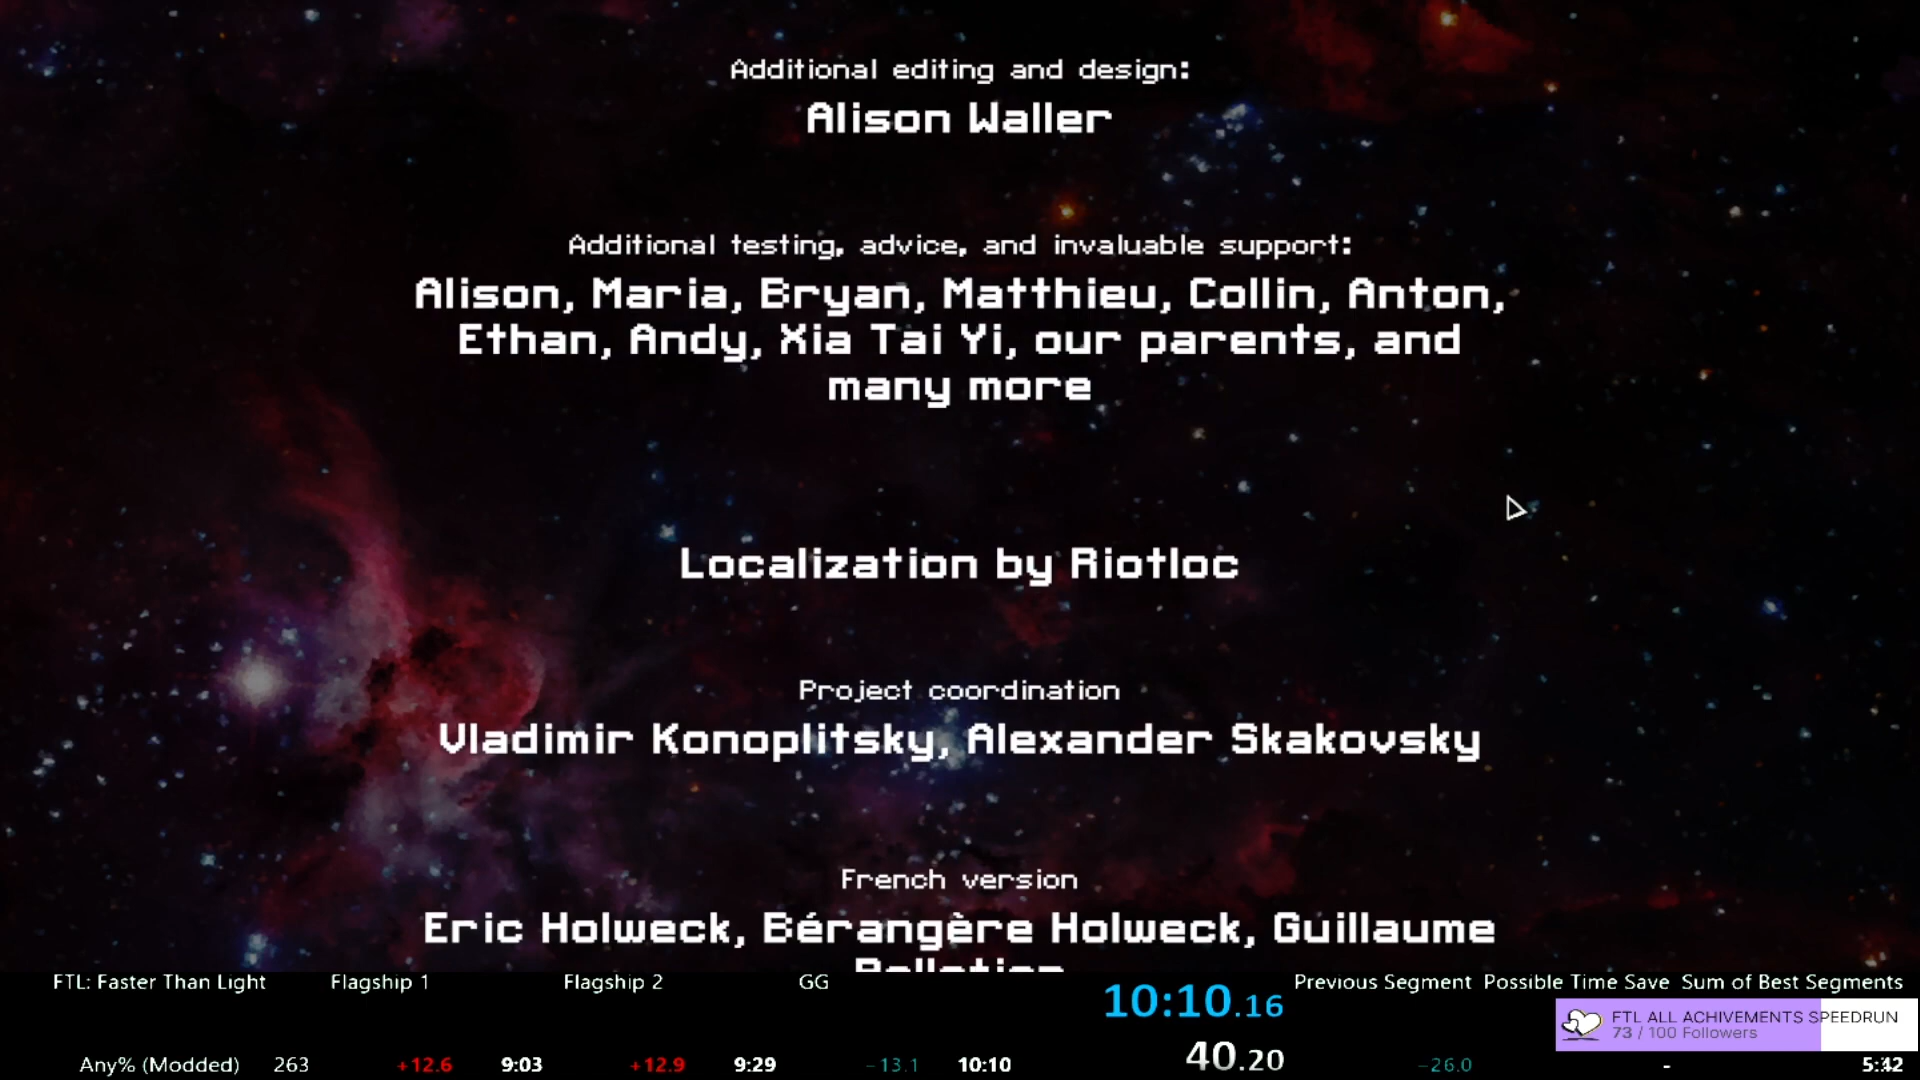 Additional editing and design:
Alison Waller
Additional testing, advice, and invaluable support:
Alison, Maria, Bryan, Matthieu, Collin, Anton,
Ethan, Andy, Xia Tai Yi, our parents, and
many more
Localization by Riotloc
Project coordination
Vladimir Konoplitsky, Alexander Skakovsky
French version
Eric Holweck, Bérangère Holweck, Guillaume
FTL: Faster Than Light Flagship 1 Flagship 2 GG 10:10.16 Previous Segment Possible Time Save Sum of Best Segments
FTL ALL ACHIVEMENTS SPEEDRUN
73 / 100 Followers
Any% (Modded) 263 +12.6 9:03 +12.9 9:29 -13.1 10:10 40.20 -26.0 -